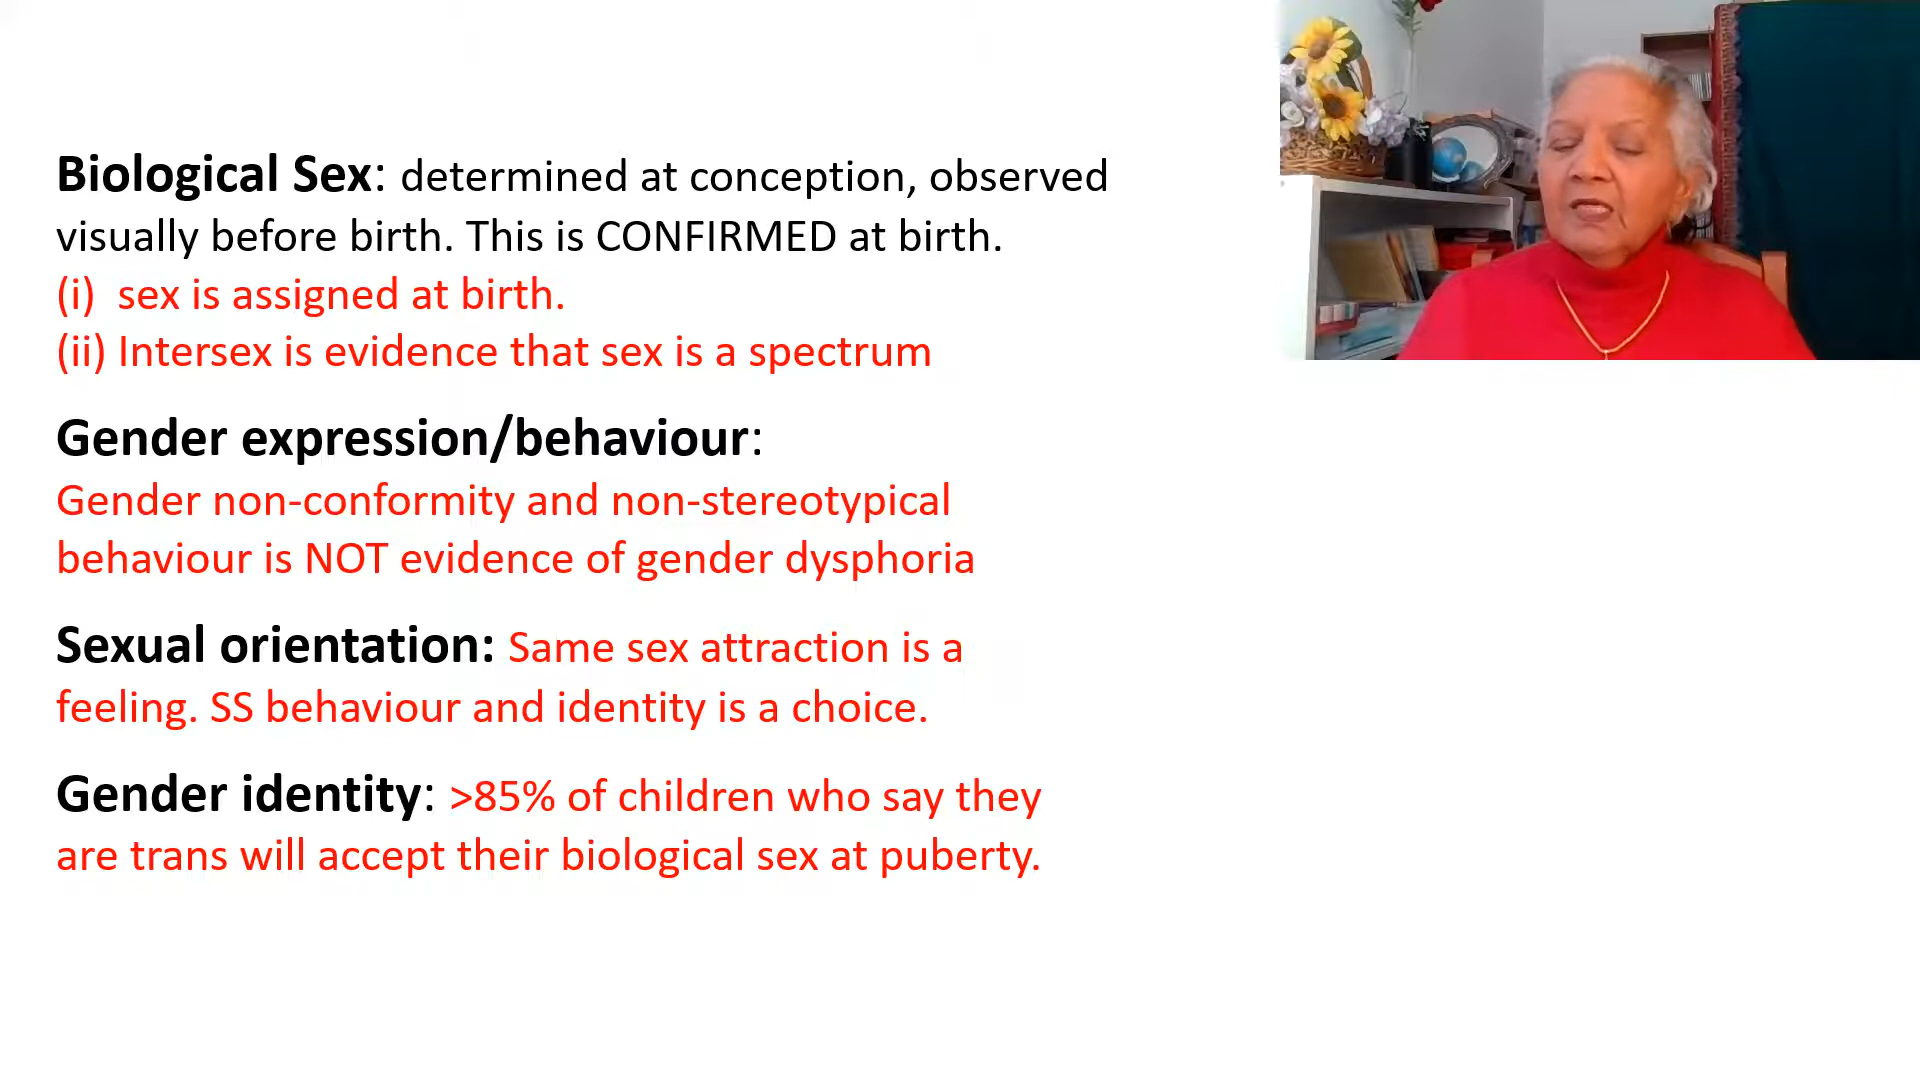 Biological Sex: determined at conception, observed
visually before birth. This is CONFIRMED at birth.
(i) sex is assigned at birth.
(ii) Intersex is evidence that sex is a spectrum
Gender expression/behaviour:
Gender non-conformity and non-stereotypical
behaviour is NOT evidence of gender dysphoria
Sexual orientation: Same sex attraction is a
feeling. SS behaviour and identity is a choice.
Gender identity: >85% of children who say they
are trans will accept their biological sex at puberty.